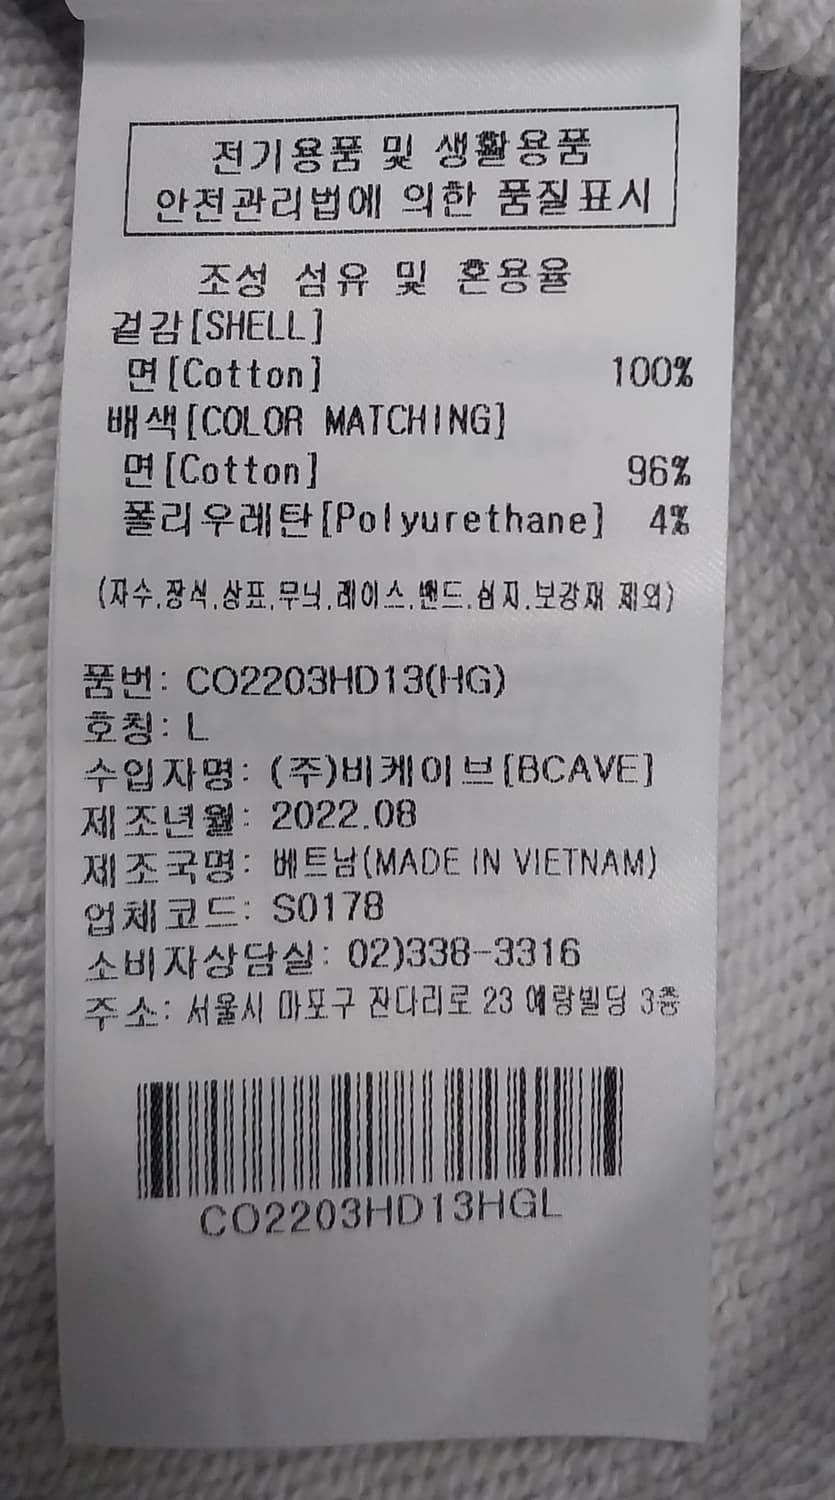 전기용품 및 생활용품
안전관리법에 의한 품질표시
조성 섬유 및 혼용율
겉감[SHELL]
면[Cotton] 100%
배색[COLOR MATCHING]
면[Cotton] 96%
폴리우레탄[Polyurethane] 4%
(자수.장식.상표.무늬.레이스.밴드.심지.보강재 제외)
품번: CO2203HD13(HG)
호칭: L
수입자명: (주)비케이브[BCAVE]
제조년월: 2022.08
제조국명: 베트남(MADE IN VIETNAM)
업체코드: S0178
소비자상담실: 02)338-3316
주소: 서울시 마포구 잔다리로 23 예랑빌딩 3층
CO2203HD13HGL